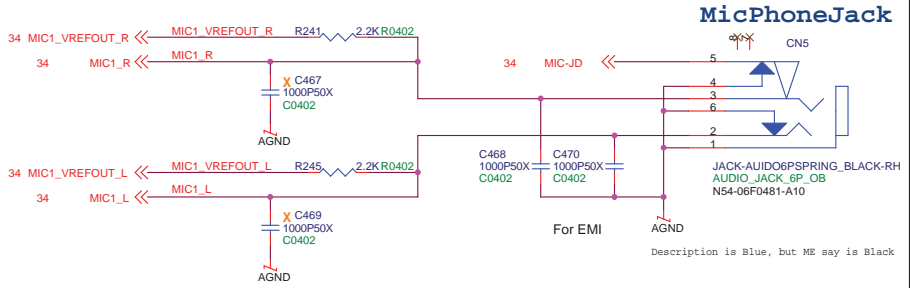 MicPhoneJack
34 MIC1_VREFOUT_R MIC1_VREFOUT_R R241 2.2K R0402
34 MIC1_R MIC1_R
X C467
1000P50X
C0402
AGND
34 MIC-JD
8 7
CN5
5
4
3
6
2
1
34 MIC1_VREFOUT_L MIC1_VREFOUT_L R245 2.2K R0402
34 MIC1_L MIC1_L
X C469
1000P50X
C0402
AGND
C468
1000P50X
C0402
C470
1000P50X
C0402
For EMI
AGND
JACK-AUIDO6PSPRING_BLACK-RH
AUDIO_JACK_6P_OB
N54-06F0481-A10
Description is Blue, but ME say is Black